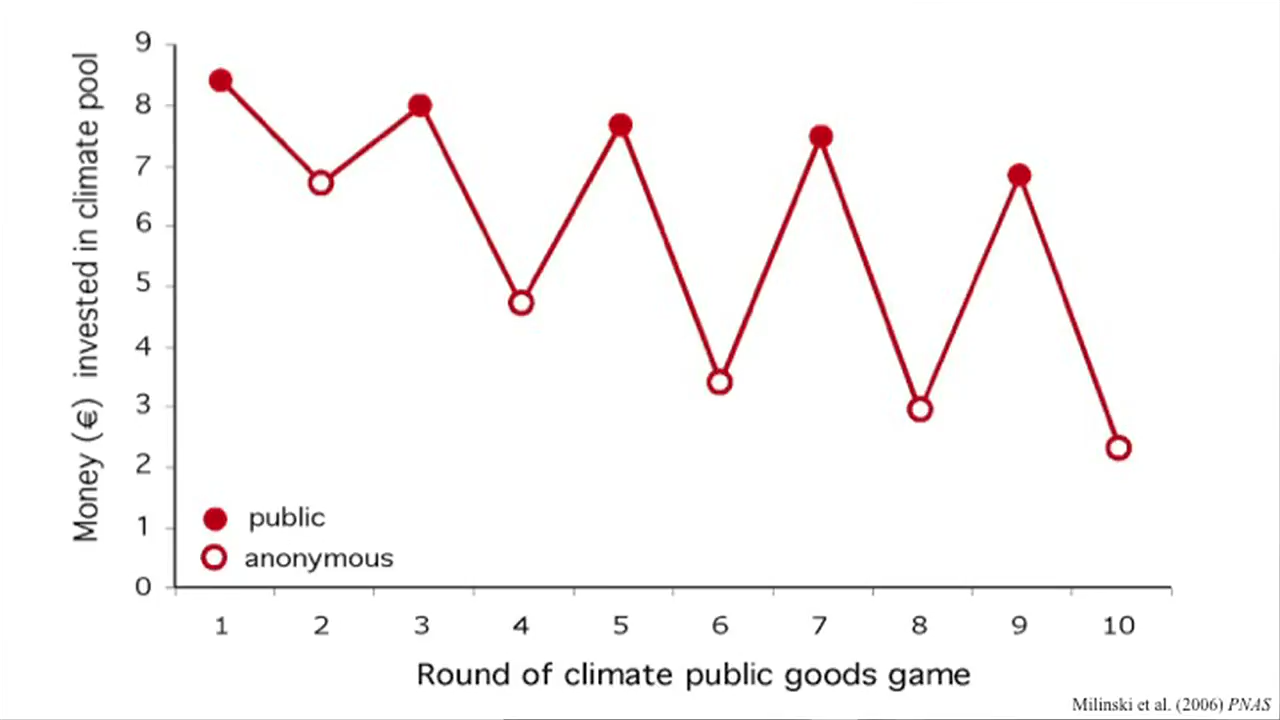 Money (€) invested in climate pool
9
8
7
6
5
4
3
2
1
0
public
anonymous
1 2 3 4 5 6 7 8 9 10
Round of climate public goods game
Milinski et al. (2006) PNAS